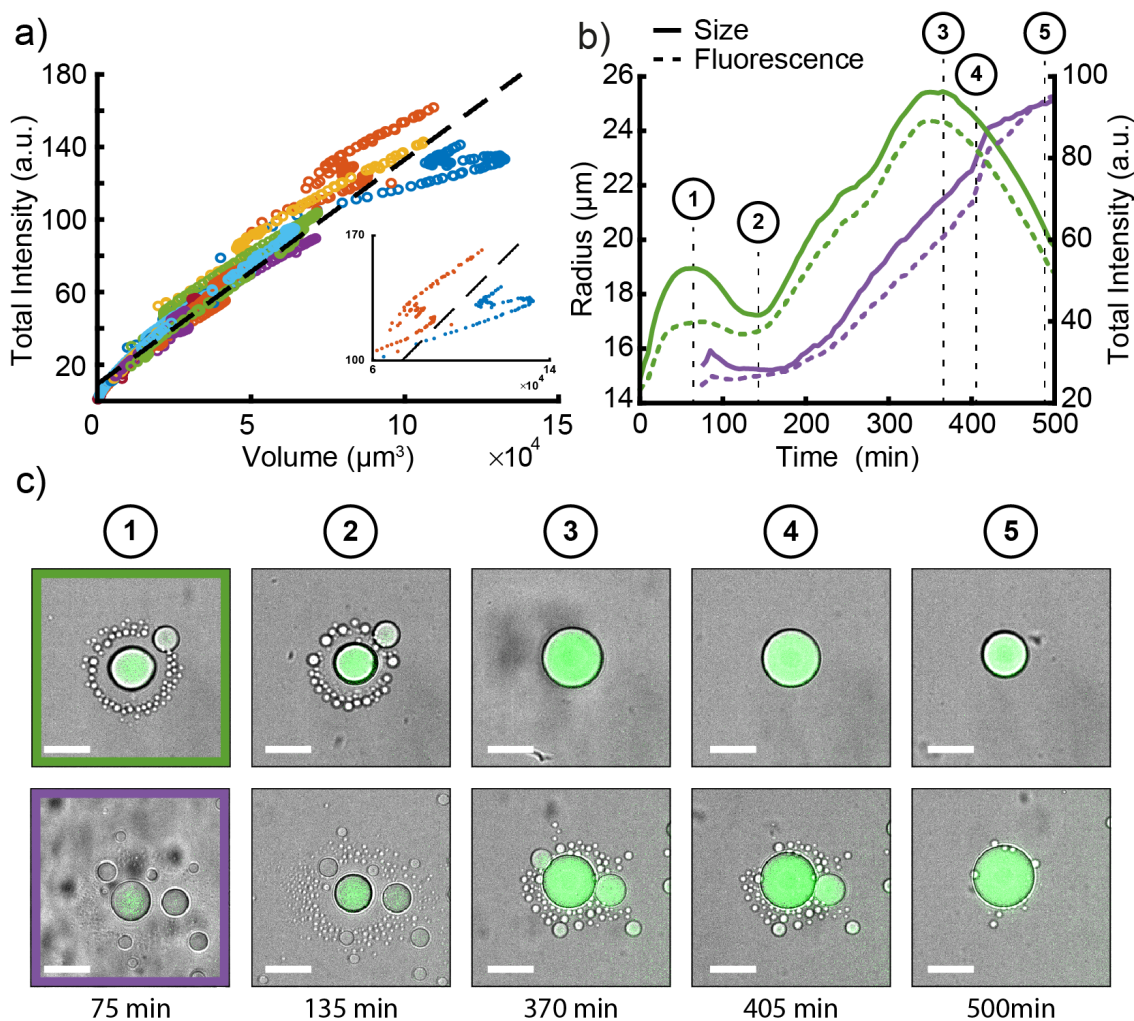 a)
180
140
100
60
20
0
0
5
10
15
Total Intensity (a.u.)
Volume (µm³)
×10⁴
170
100
6
14
×10⁴
b)
Size
Fluorescence
1
2
3
4
5
26
24
22
20
18
16
14
Radius (µm)
100
80
60
40
20
Total Intensity (a.u.)
0
100
200
300
400
500
Time (min)
c)
1
2
3
4
5
75 min
135 min
370 min
405 min
500min